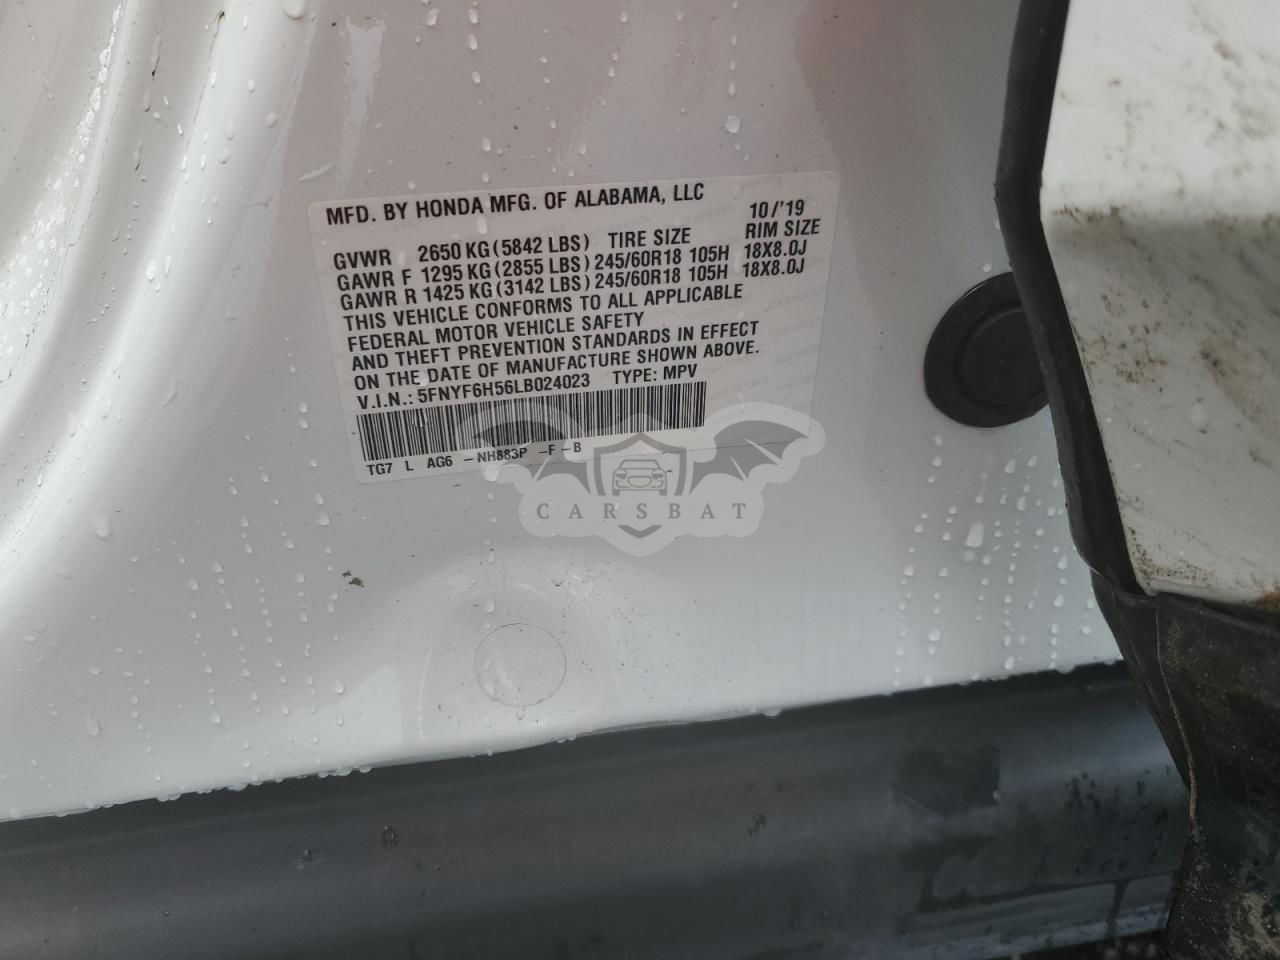 MFD. BY HONDA MFG. OF ALABAMA, LLC 10/'19
GVWR 2650 KG (5842 LBS) TIRE SIZE RIM SIZE
GAWR F 1295 KG (2855 LBS) 245/60R18 105H 18X8.0J
GAWR R 1425 KG (3142 LBS) 245/60R18 105H 18X8.0J
THIS VEHICLE CONFORMS TO ALL APPLICABLE
FEDERAL MOTOR VEHICLE SAFETY
AND THEFT PREVENTION STANDARDS IN EFFECT
ON THE DATE OF MANUFACTURE SHOWN ABOVE.
V.I.N.: 5FNYF6H56LB024023 TYPE: MPV
TG7 L AG6 -NH883P -F -B
CARSBAT